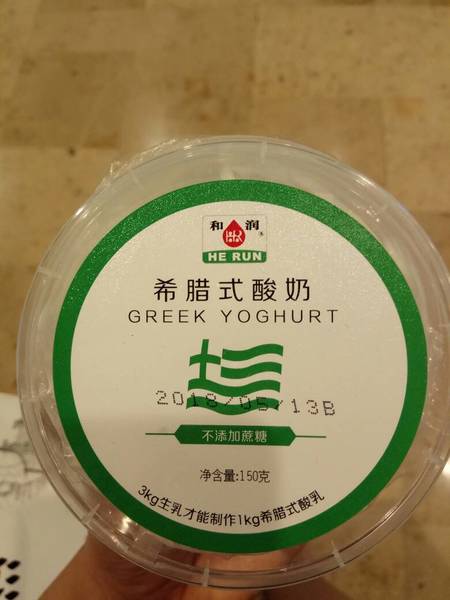 和润
HE RUN
希腊式酸奶
GREEK YOGHURT
2018/05/13B
不添加蔗糖
净含量:150克
3kg生乳才能制作1kg希腊式酸乳